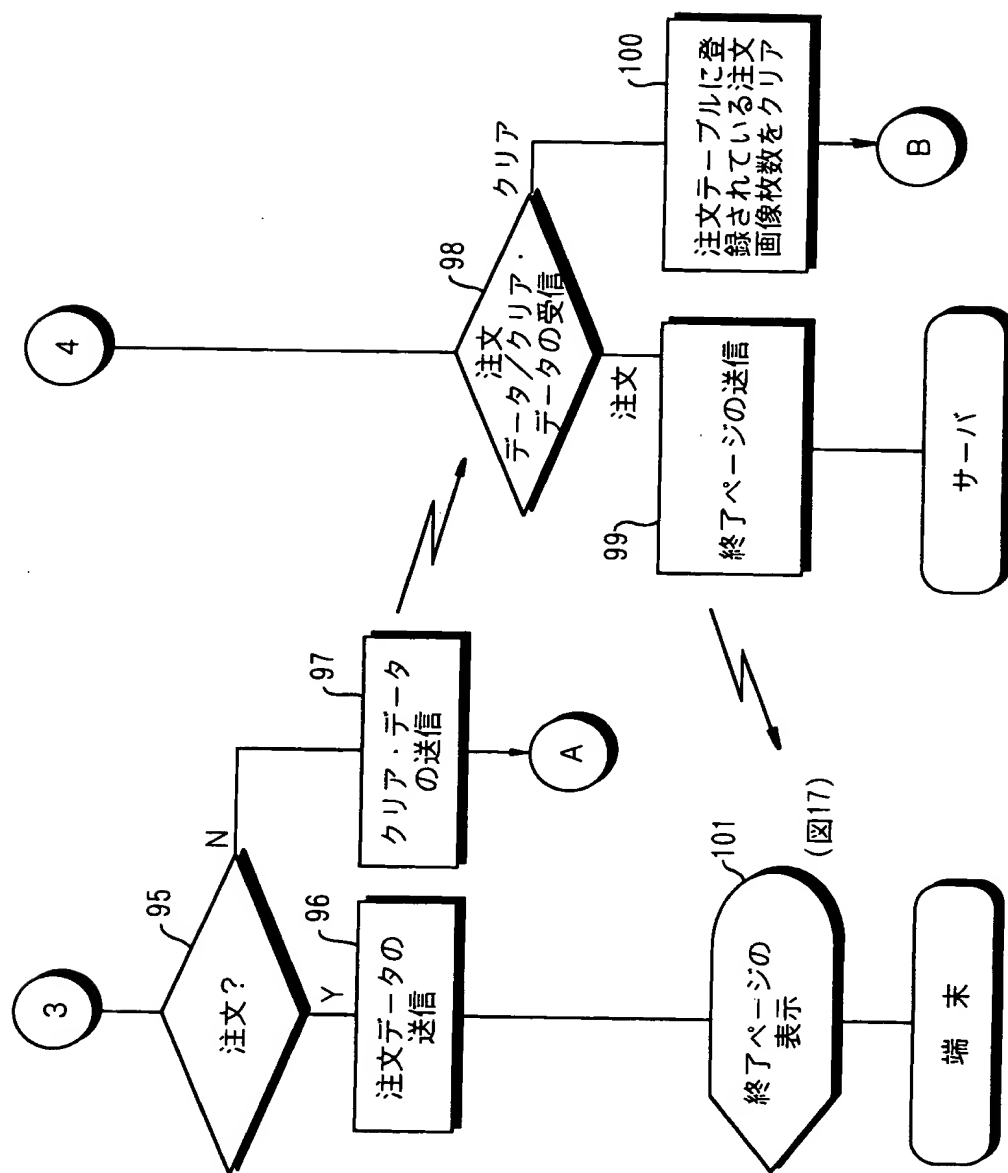 3
95
注文?
N
Y
96
注文データの
送信
97
クリア・データ
の送信
A
101
終了ページの
表示
(図17)
端 末
4
98
注文
データ/クリア・
データの受信
クリア
注文
99
終了ページの送信
サーバ
100
注文テーブルに登
録されている注文
画像枚数をクリア
B